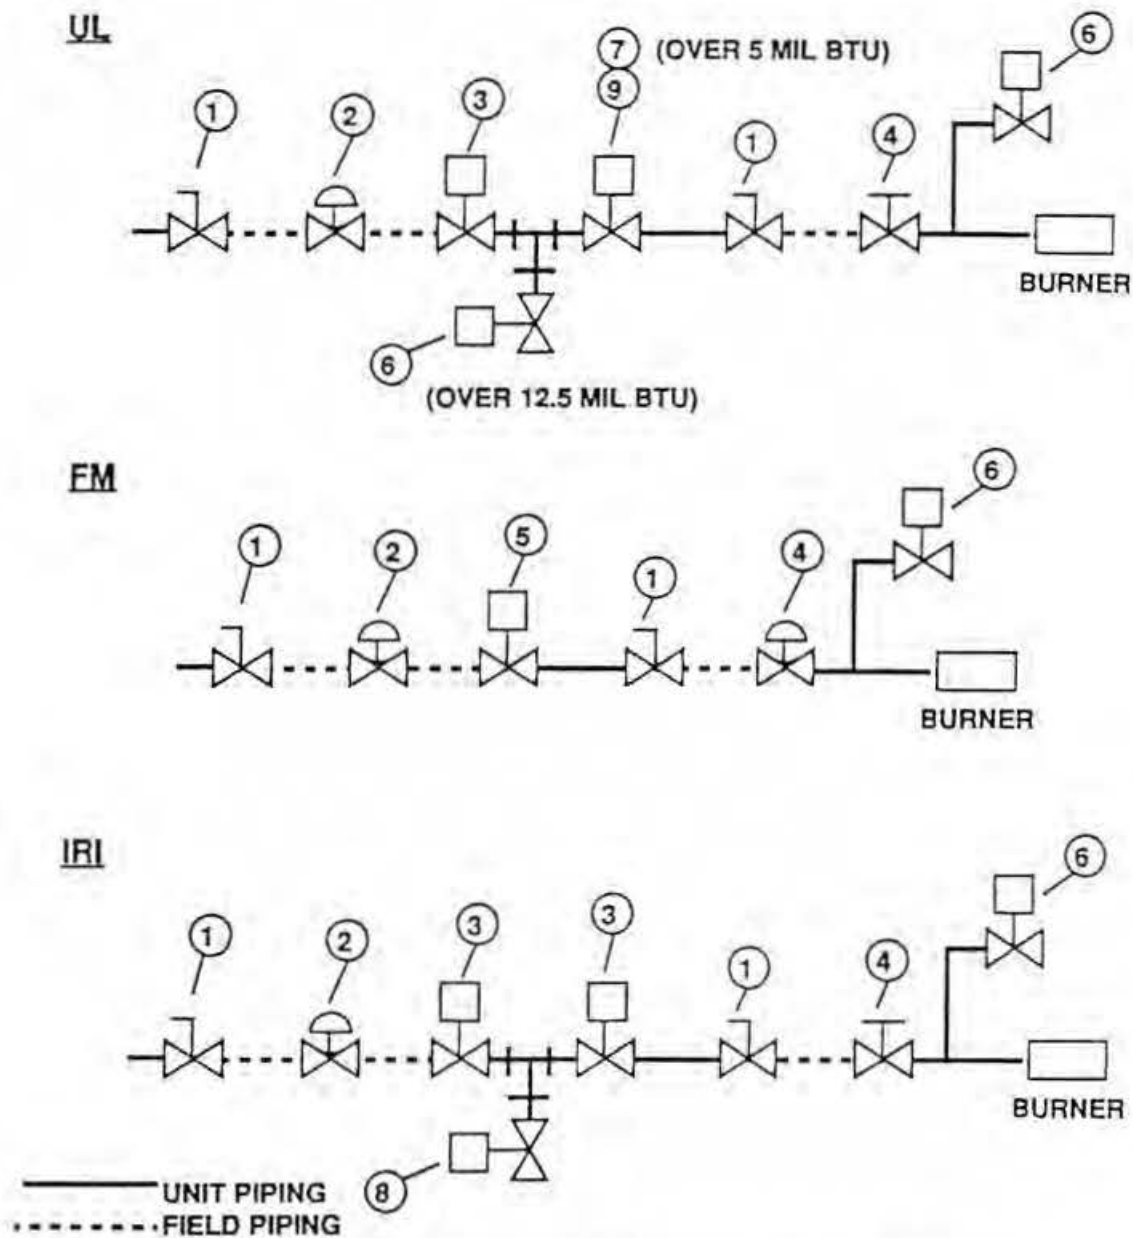 UL
7 (OVER 5 MIL BTU)
6
1
2
3
9
1
4
BURNER
6
(OVER 12.5 MIL BTU)
FM
6
1
2
5
1
4
BURNER
IRI
6
1
2
3
3
1
4
BURNER
8
UNIT PIPING
FIELD PIPING